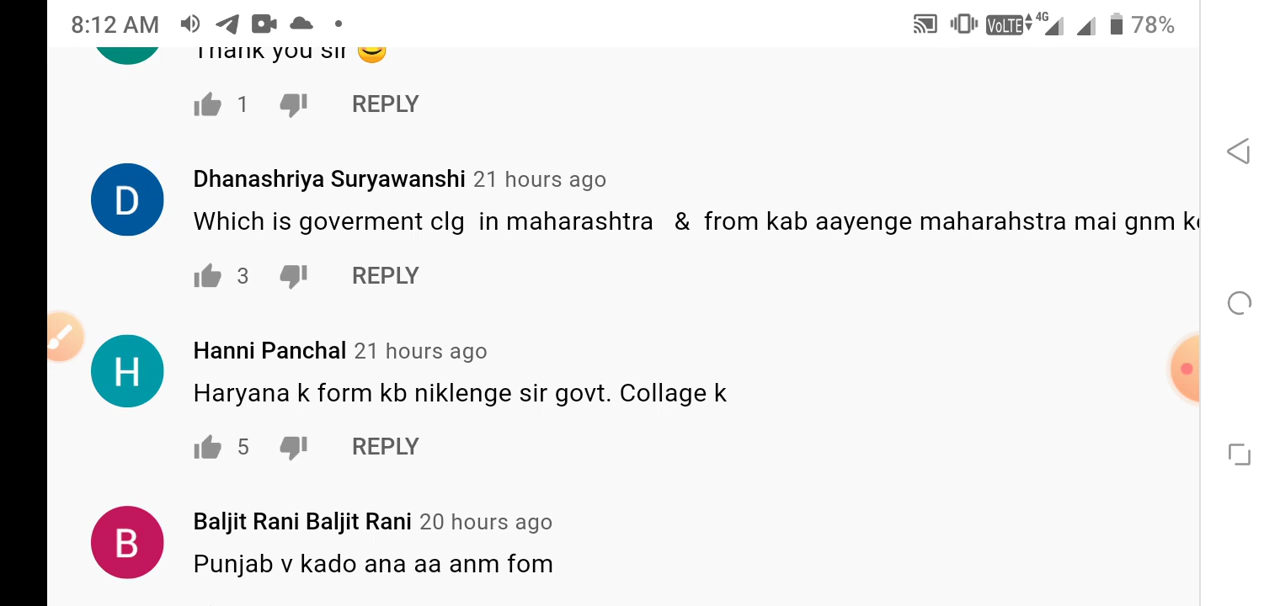 8:12 AM VoLTE 4G 78%
Thank you sir
1 REPLY
D Dhanashriya Suryawanshi 21 hours ago
Which is goverment clg in maharashtra & from kab aayenge maharahstra mai gnm
3 REPLY
H Hanni Panchal 21 hours ago
Haryana k form kb niklenge sir govt. Collage k
5 REPLY
B Baljit Rani Baljit Rani 20 hours ago
Punjab v kado ana aa anm fom